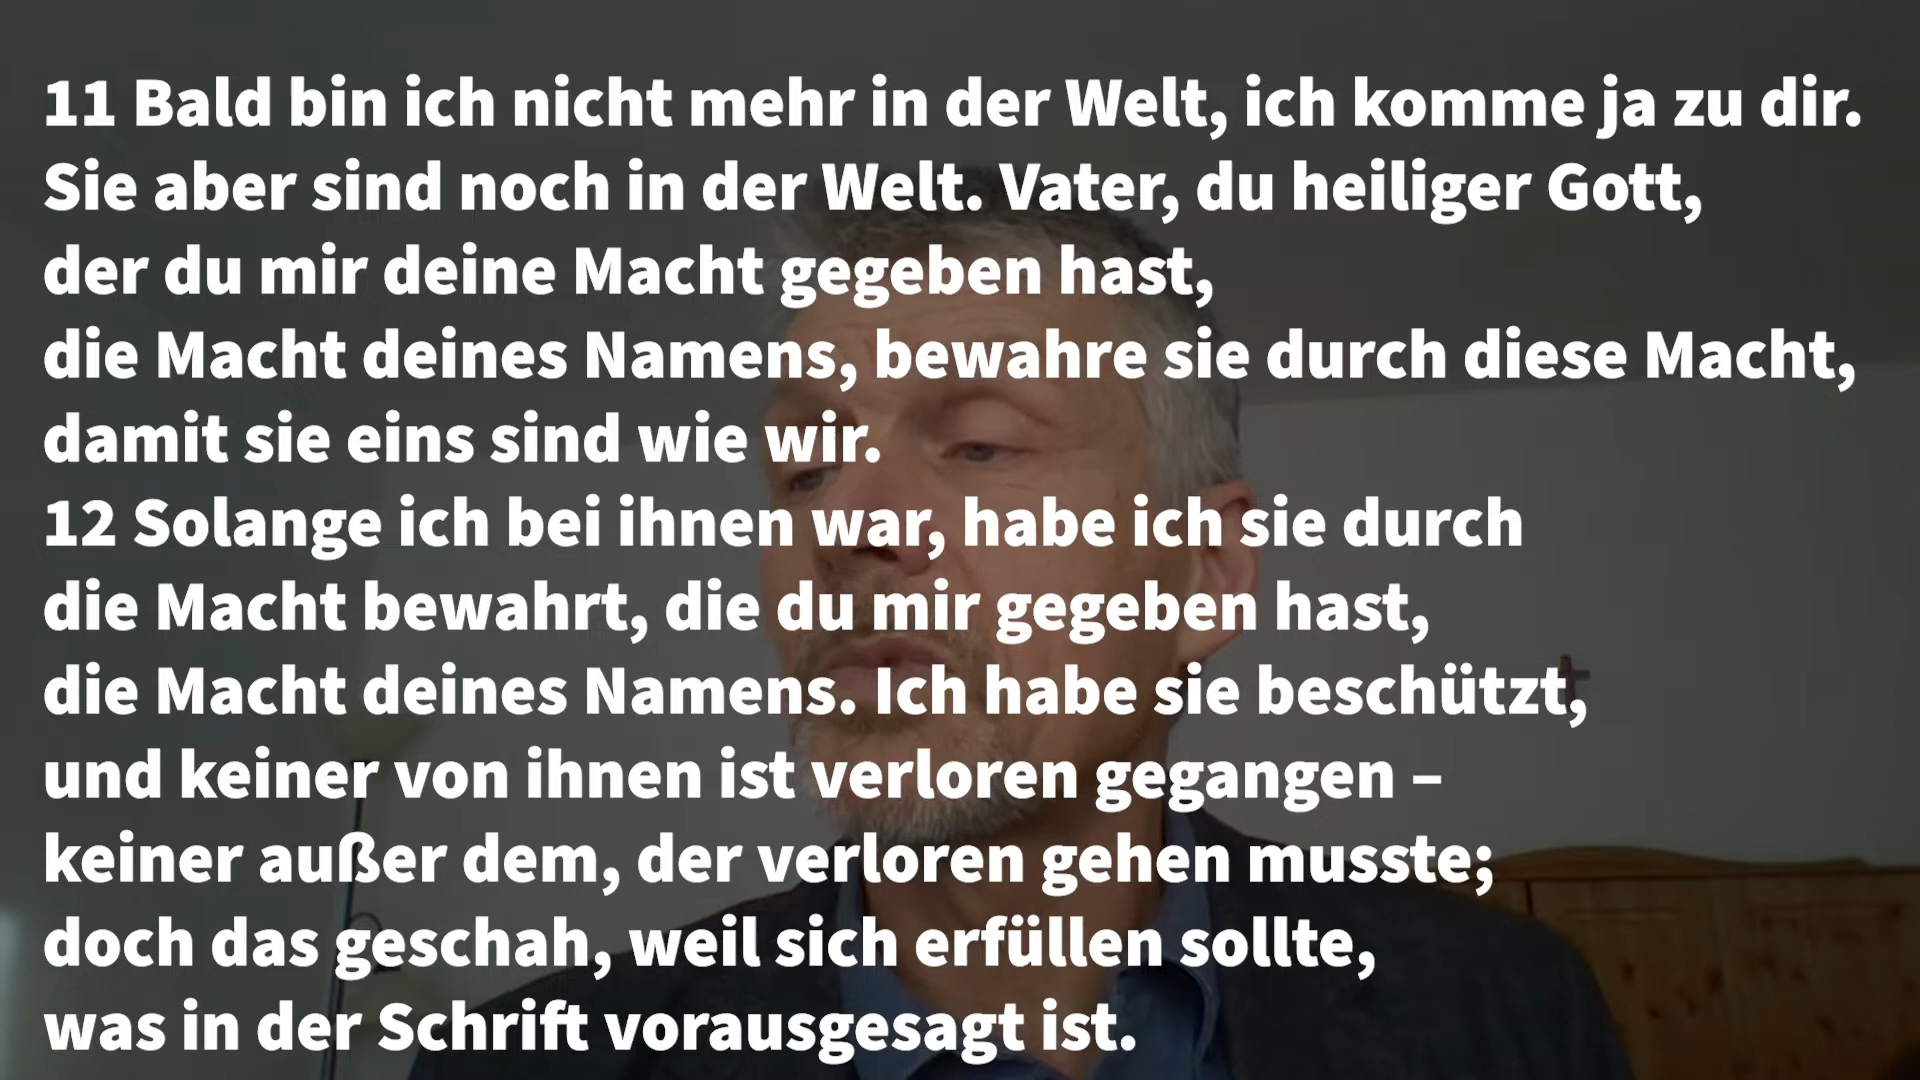 11 Bald bin ich nicht mehr in der Welt, ich komme ja zu dir.
Sie aber sind noch in der Welt. Vater, du heiliger Gott,
der du mir deine Macht gegeben hast,
die Macht deines Namens, bewahre sie durch diese Macht,
damit sie eins sind wie wir.
12 Solange ich bei ihnen war, habe ich sie durch
die Macht bewahrt, die du mir gegeben hast,
die Macht deines Namens. Ich habe sie beschützt,
und keiner von ihnen ist verloren gegangen –
keiner außer dem, der verloren gehen musste;
doch das geschah, weil sich erfüllen sollte,
was in der Schrift vorausgesagt ist.